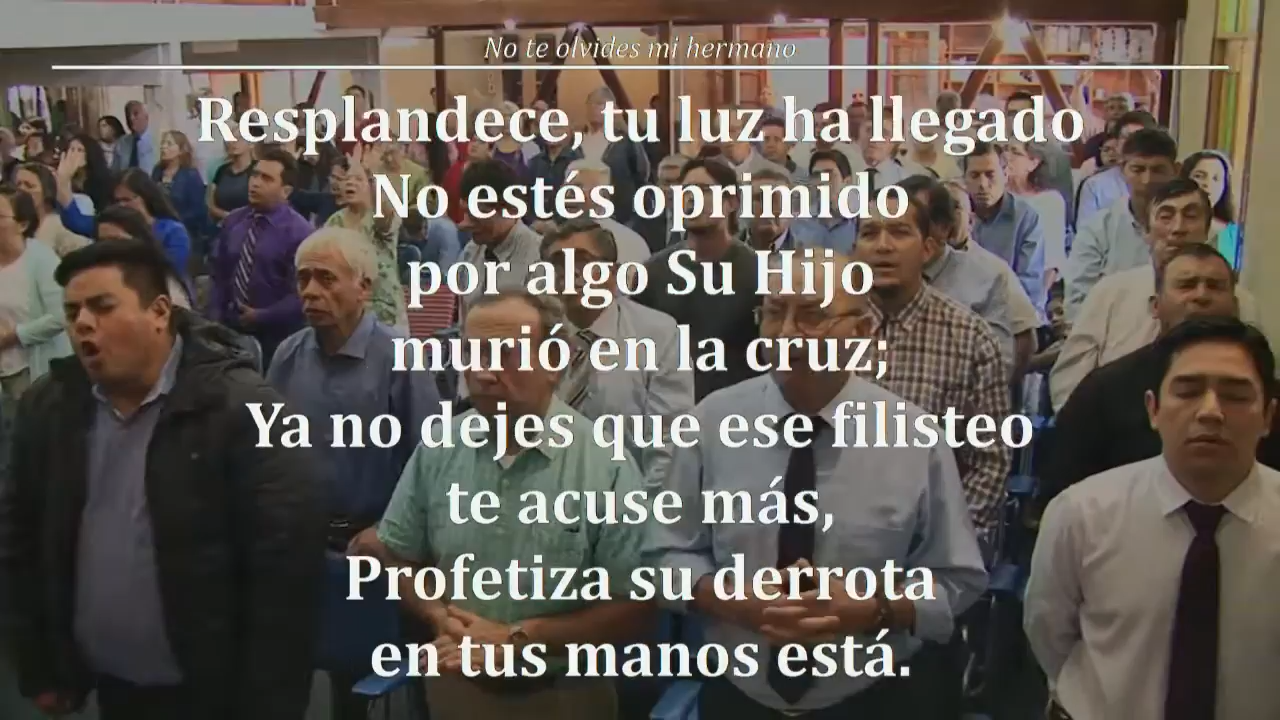 No te olvides mi hermano
Resplandece, tu luz ha llegado
No estés oprimido
por algo Su Hijo
murió en la cruz;
Ya no dejes que ese filisteo
te acuse más,
Profetiza su derrota
en tus manos está.